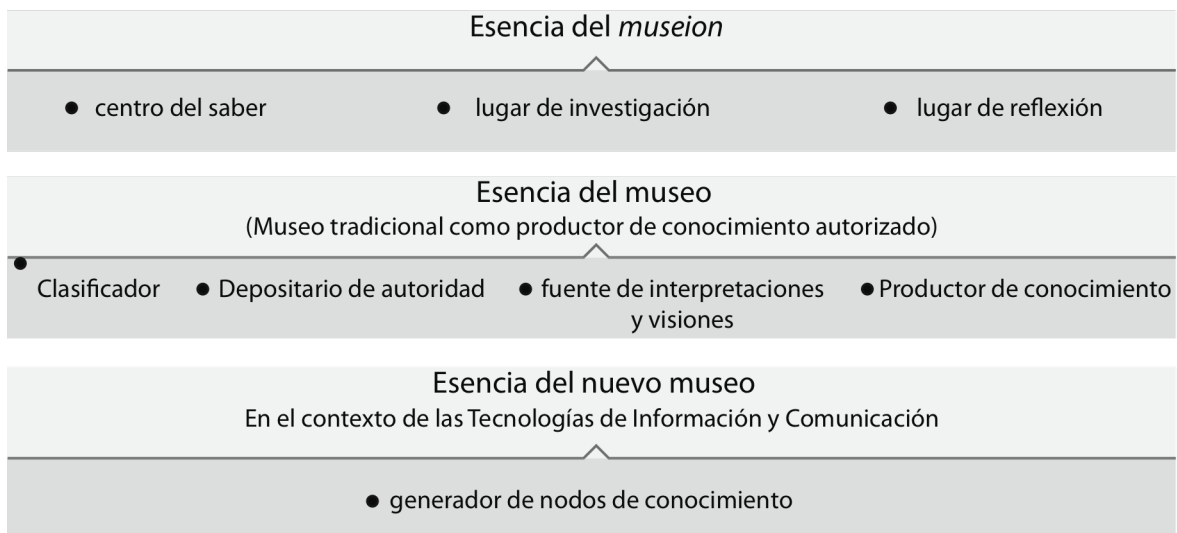 Esencia del museion
● centro del saber ● lugar de investigación ● lugar de reflexión
Esencia del museo
(Museo tradicional como productor de conocimiento autorizado)
● Clasificador ● Depositario de autoridad ● fuente de interpretaciones ● Productor de conocimiento
y visiones
Esencia del nuevo museo
En el contexto de las Tecnologías de Información y Comunicación
● generador de nodos de conocimiento